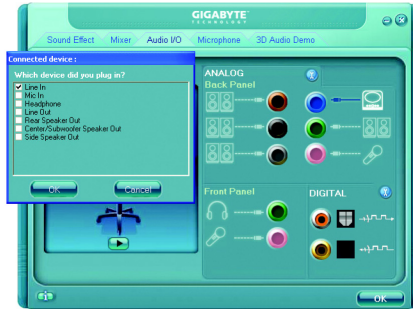 GIGABYTE
TECHNOLOGY
Sound Effect Mixer Audio I/O Microphone 3D Audio Demo
Connected device :
Which device did you plug in?
Line In
Mic In
Headphone
Line Out
Rear Speaker Out
Center/Subwoofer Speaker Out
Side Speaker Out
OK Cancel
ANALOG
Back Panel
Front Panel
DIGITAL
OK